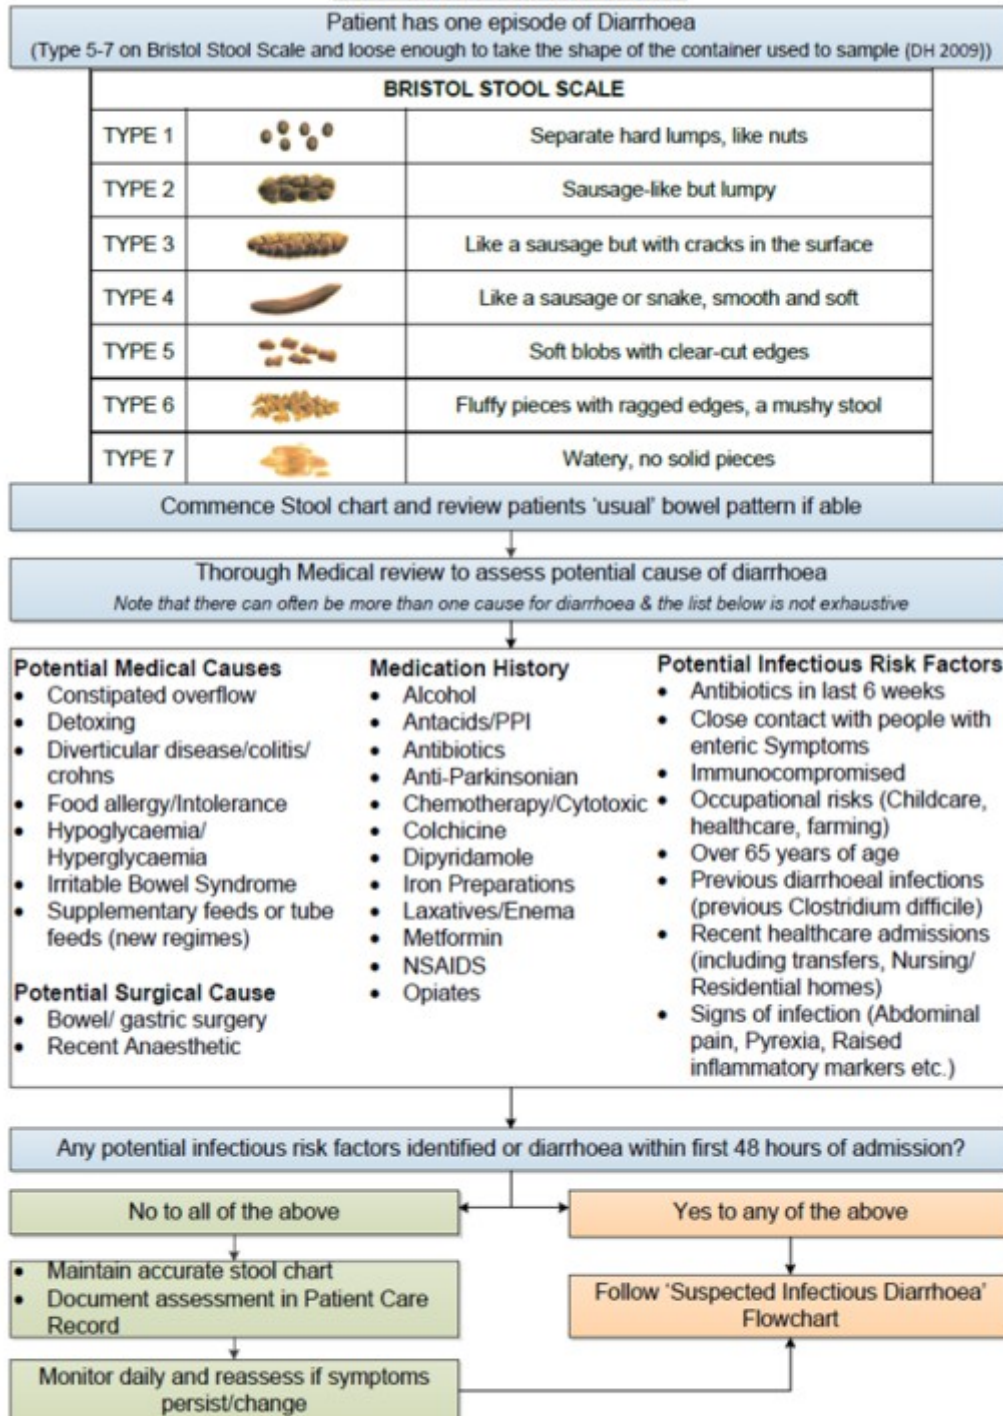 Patient has one episode of Diarrhoea
(Type 5-7 on Bristol Stool Scale and loose enough to take the shape of the container used to sample (DH 2009))
BRISTOL STOOL SCALE
TYPE 1
Separate hard lumps, like nuts
TYPE 2
Sausage-like but lumpy
TYPE 3
Like a sausage but with cracks in the surface
TYPE 4
Like a sausage or snake, smooth and soft
TYPE 5
Soft blobs with clear-cut edges
TYPE 6
Fluffy pieces with ragged edges, a mushy stool
TYPE 7
Watery, no solid pieces
Commence Stool chart and review patients 'usual' bowel pattern if able
Thorough Medical review to assess potential cause of diarrhoea
Note that there can often be more than one cause for diarrhoea & the list below is not exhaustive
Potential Medical Causes
• Constipated overflow
• Detoxing
• Diverticular disease/colitis/
crohns
• Food allergy/Intolerance
• Hypoglycaemia/
Hyperglycaemia
• Irritable Bowel Syndrome
• Supplementary feeds or tube
feeds (new regimes)
Potential Surgical Cause
• Bowel/ gastric surgery
• Recent Anaesthetic
Medication History
• Alcohol
• Antacids/PPI
• Antibiotics
• Anti-Parkinsonian
• Chemotherapy/Cytotoxic
• Colchicine
• Dipyridamole
• Iron Preparations
• Laxatives/Enema
• Metformin
• NSAIDS
• Opiates
Potential Infectious Risk Factors
• Antibiotics in last 6 weeks
• Close contact with people with
enteric Symptoms
• Immunocompromised
• Occupational risks (Childcare,
healthcare, farming)
• Over 65 years of age
• Previous diarrhoeal infections
(previous Clostridium difficile)
• Recent healthcare admissions
(including transfers, Nursing/
Residential homes)
• Signs of infection (Abdominal
pain, Pyrexia, Raised
inflammatory markers etc.)
Any potential infectious risk factors identified or diarrhoea within first 48 hours of admission?
No to all of the above
• Maintain accurate stool chart
• Document assessment in Patient Care
Record
Monitor daily and reassess if symptoms
persist/change
Yes to any of the above
Follow 'Suspected Infectious Diarrhoea'
Flowchart